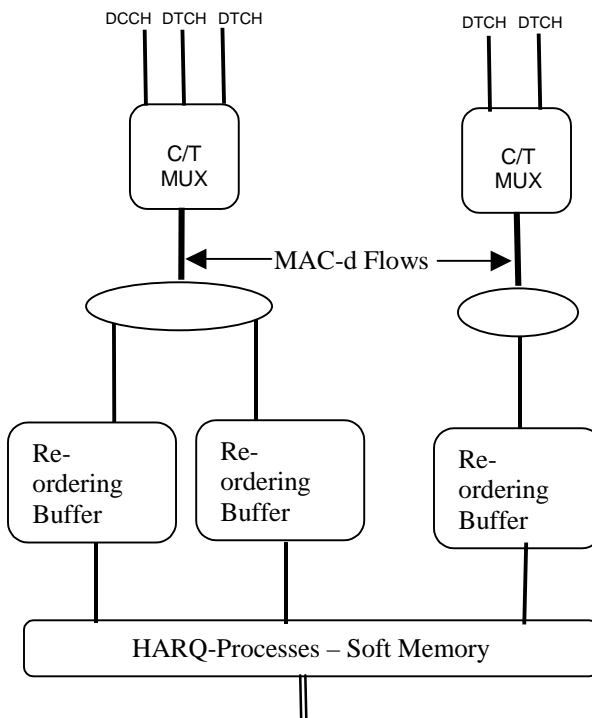 DCCH DTCH DTCH
DTCH DTCH
C/T
MUX
C/T
MUX
MAC-d Flows
Re-
ordering
Buffer
Re-
ordering
Buffer
Re-
ordering
Buffer
HARQ-Processes – Soft Memory